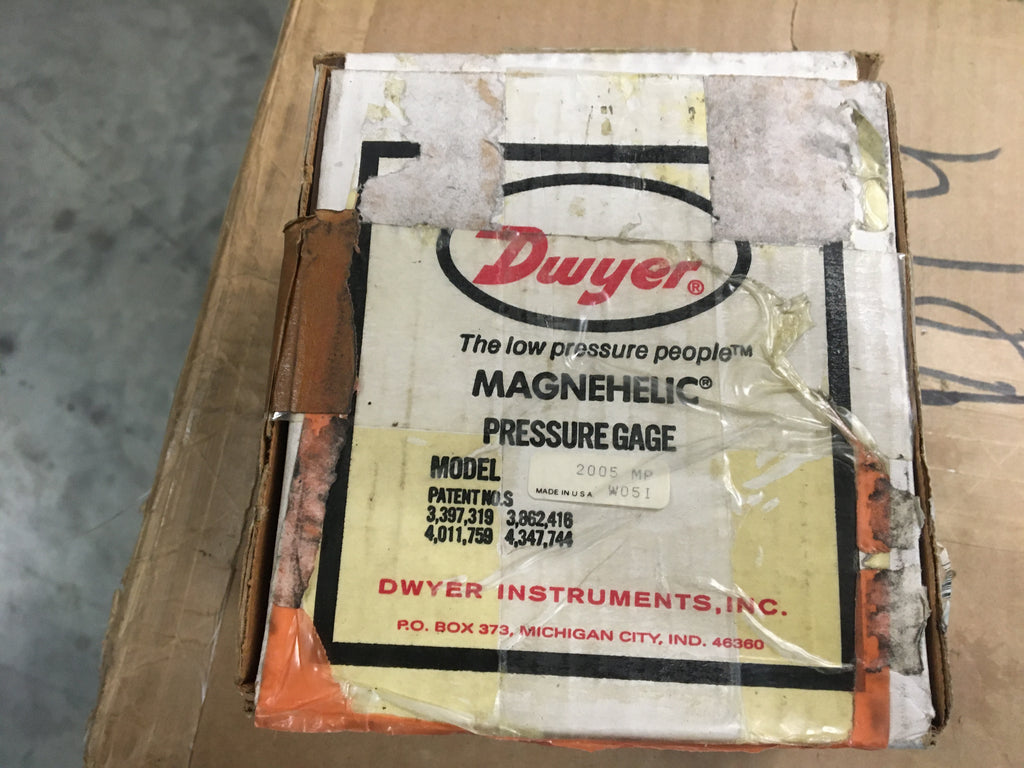 Dwyer®
The low pressure people™
MAGNEHELIC®
PRESSURE GAGE
MODEL 2005 MP
MADE IN U S A W05I
PATENT NO.S
3,397,319 3,862,416
4,011,759 4,347,744
DWYER INSTRUMENTS, INC.
P.O. BOX 373, MICHIGAN CITY, IND. 46360